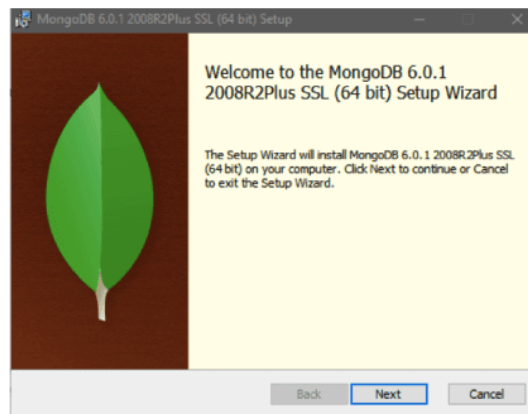 MongoDB 6.0.1 2008R2Plus SSL (64 bit) Setup
Welcome to the MongoDB 6.0.1
2008R2Plus SSL (64 bit) Setup Wizard
The Setup Wizard will install MongoDB 6.0.1 2008R2Plus SSL
(64 bit) on your computer. Click Next to continue or Cancel
to exit the Setup Wizard.
Back
Next
Cancel